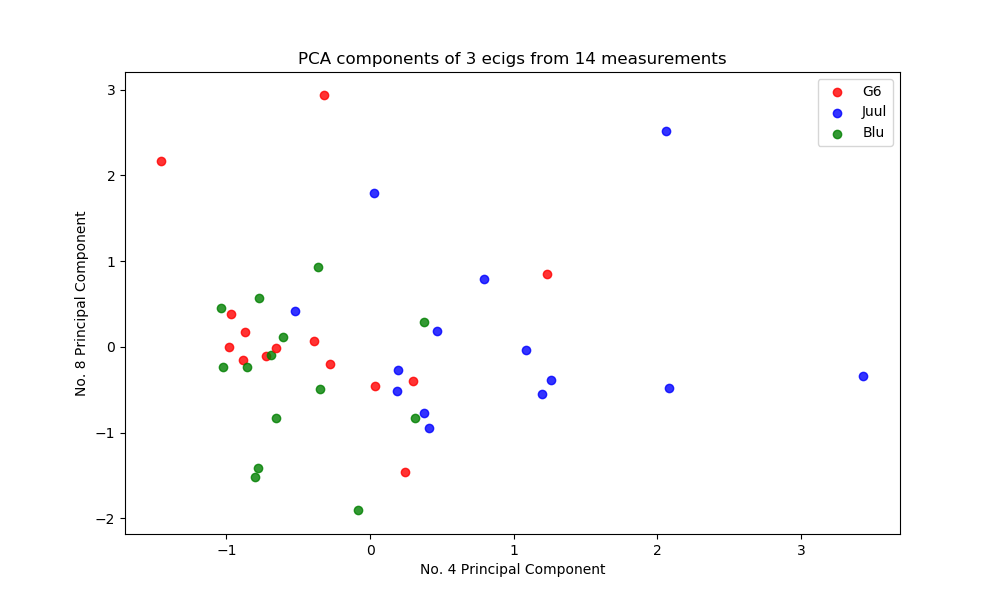 PCA components of 3 ecigs from 14 measurements
G6
Juul
Blu
No. 8 Principal Component
3
2
1
0
−1
−2
−1
0
1
2
3
No. 4 Principal Component